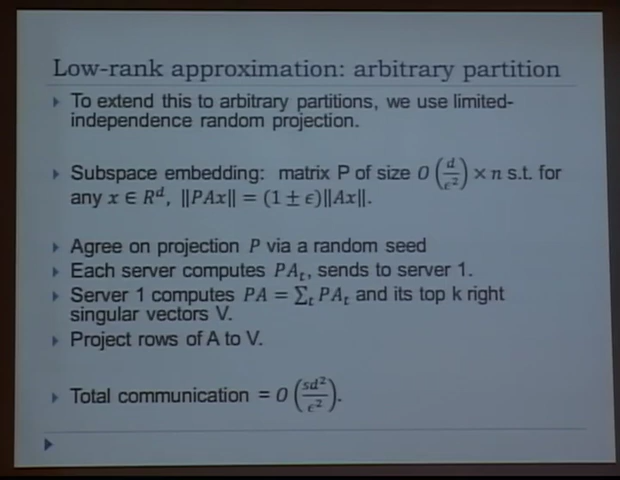 Low-rank approximation: arbitrary partition
To extend this to arbitrary partitions, we use limited-
independence random projection.
Subspace embedding: matrix P of size O(d/ϵ²) × n s.t. for
any x ∈ Rᵈ, ||PAx|| = (1 ± ϵ)||Ax||.
Agree on projection P via a random seed
Each server computes PAₜ, sends to server 1.
Server 1 computes PA = ∑ₜ PAₜ and its top k right
singular vectors V.
Project rows of A to V.
Total communication = O(sd²/ϵ²).